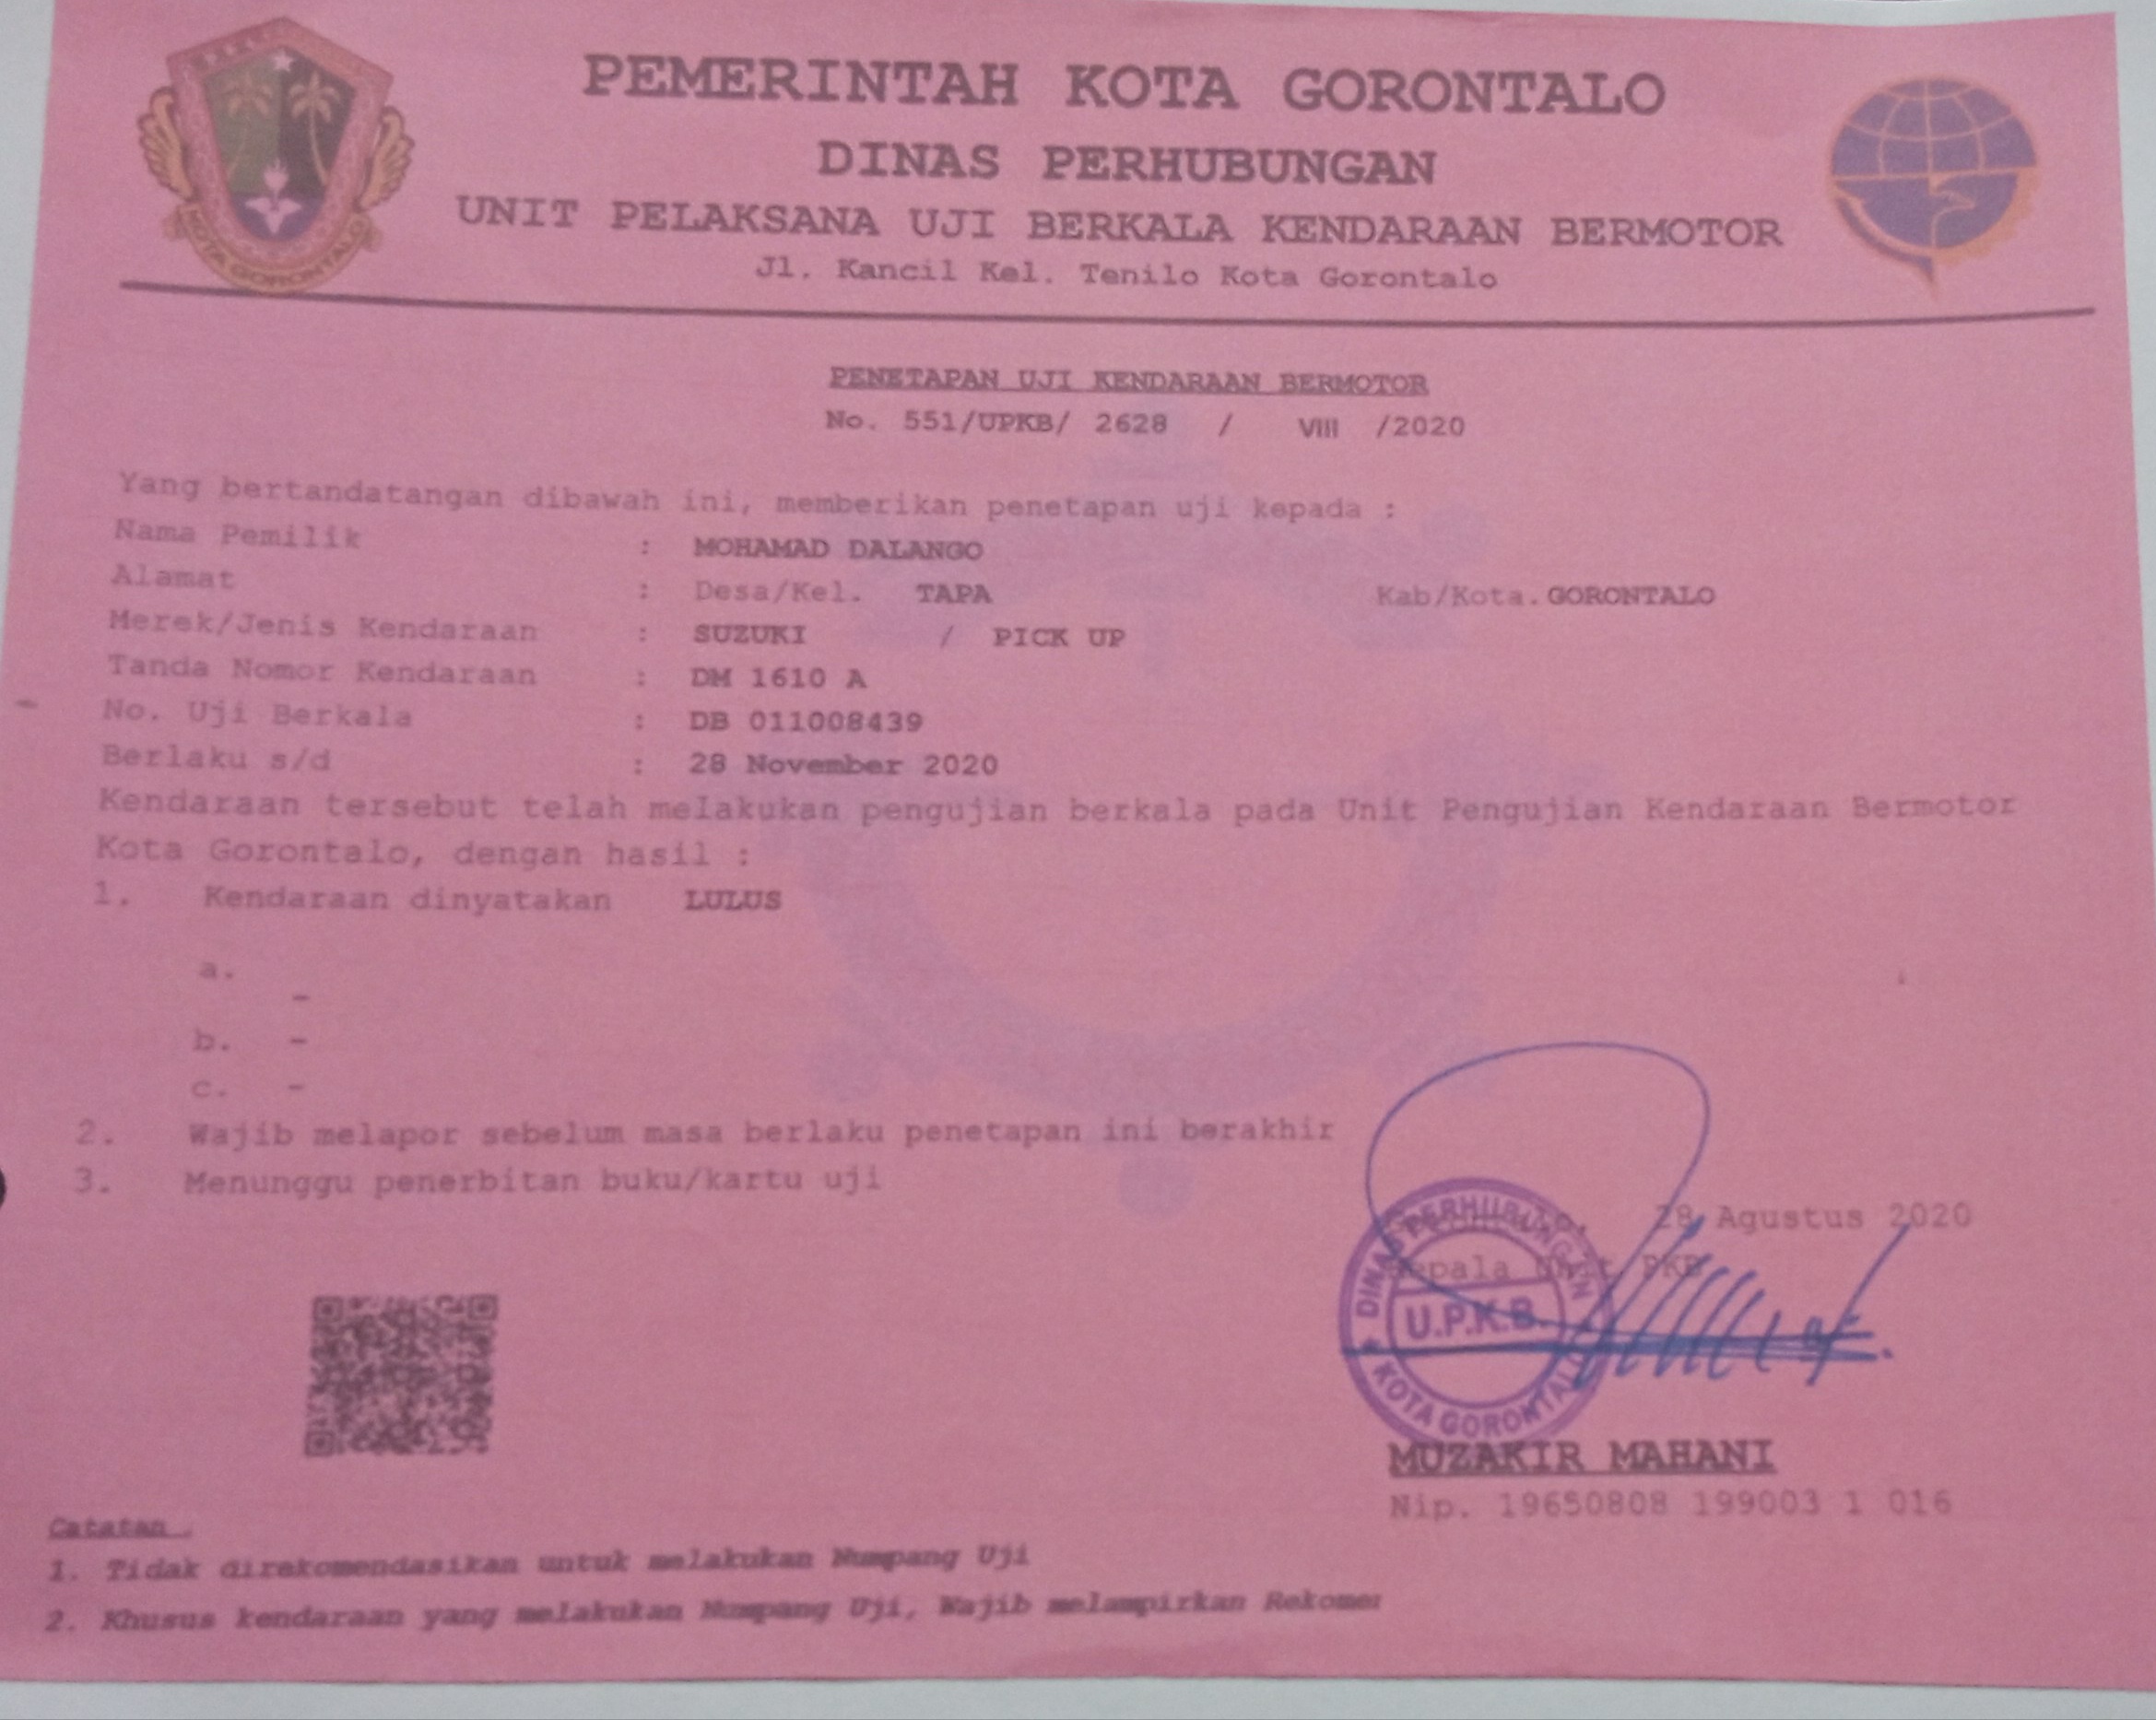 PEMERINTAH KOTA GORONTALO
DINAS PERHUBUNGAN
UNIT PELAKSANA UJI BERKALA KENDARAAN BERMOTOR
Jl. Kancil Kel. Tenilo Kota Gorontalo
KOTA GORONTALO
PENETAPAN UJI KENDARAAN BERMOTOR
No. 551/UPKB/ 2628 / VIII /2020
Yang bertandatangan dibawah ini, memberikan penetapan uji kepada :
Nama Pemilik : MOHAMAD DALANGO
Alamat : Desa/Kel. TAPA Kab/Kota. GORONTALO
Merek/Jenis Kendaraan : SUZUKI / PICK UP
Tanda Nomor Kendaraan : DM 1610 A
No. Uji Berkala : DB 011008439
Berlaku s/d : 28 November 2020
Kendaraan tersebut telah melakukan pengujian berkala pada Unit Pengujian Kendaraan Bermotor
Kota Gorontalo, dengan hasil :
1. Kendaraan dinyatakan LULUS
a. -
b. -
c. -
2. Wajib melapor sebelum masa berlaku penetapan ini berakhir
3. Menunggu penerbitan buku/kartu uji
28 Agustus 2020
Kepala Unit PKB
DINAS PERHUBUNGAN
U.P.K.B.
KOTA GORONTALO
MUZAKIR MAHANI
Nip. 19650808 199003 1 016
Catatan :
1. Tidak direkomendasikan untuk melakukan Numpang Uji
2. Khusus kendaraan yang melakukan Numpang Uji, Wajib melampirkan Rekomen